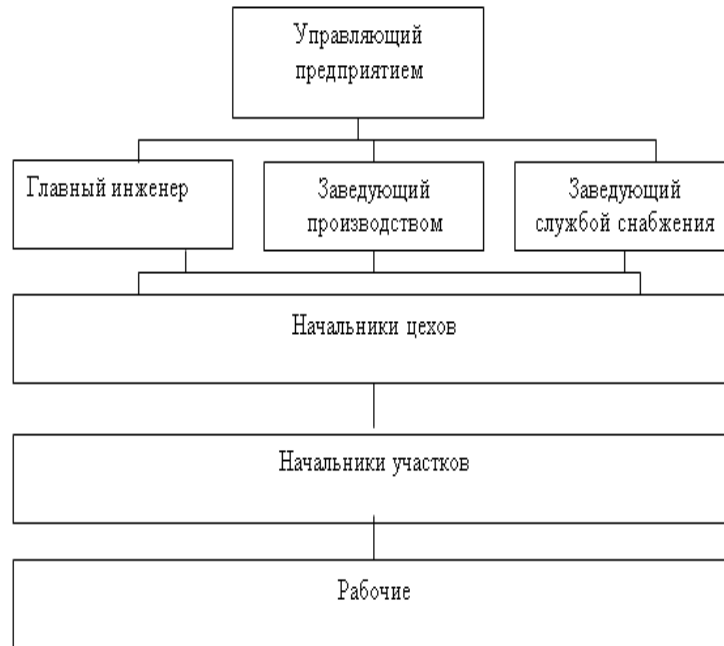 Управляющий
предприятием
Главный инженер
Заведующий
производством
Заведующий
службой снабжения
Начальники цехов
Начальники участков
Рабочие